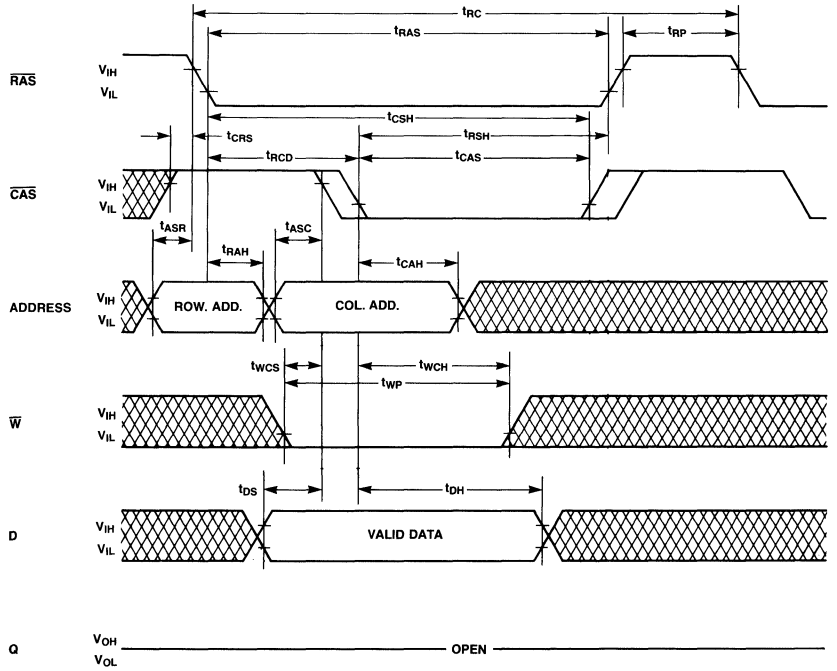 tRC
tRAS
tRP
RAS
VIH
VIL
tCSH
tCRS
tRSH
tRCD
tCAS
CAS
VIH
VIL
tASR
tASC
tRAH
tCAH
ADDRESS
VIH
VIL
ROW. ADD.
COL. ADD.
tWCS
tWCH
tWP
W
VIH
VIL
tDS
tDH
D
VIH
VIL
VALID DATA
Q
VOH
VOL
OPEN